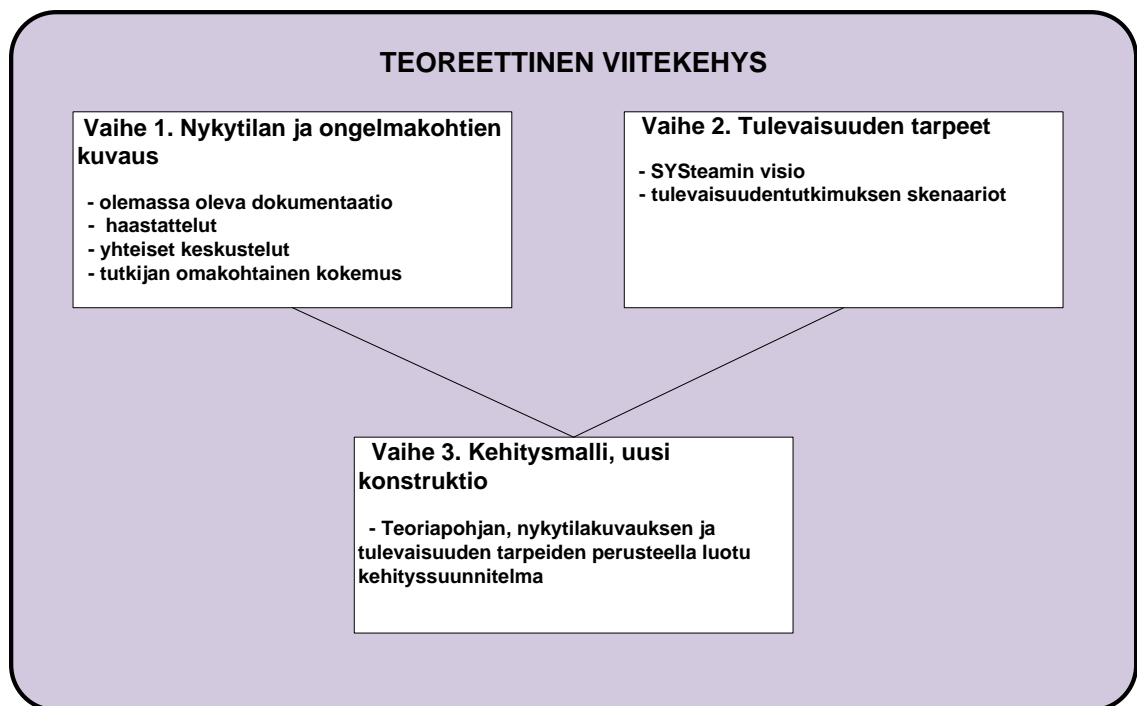 TEOREETTINEN VIITEKEHYS
Vaihe 1. Nykytilan ja ongelmakohtien
kuvaus
- olemassa oleva dokumentaatio
- haastattelut
- yhteiset keskustelut
- tutkijan omakohtainen kokemus
Vaihe 2. Tulevaisuuden tarpeet
- SYSteamin visio
- tulevaisuudentutkimuksen skenaariot
Vaihe 3. Kehitysmalli, uusi
konstruktio
- Teoriapohjan, nykytilakuvauksen ja
tulevaisuuden tarpeiden perusteella luotu
kehityssuunnitelma